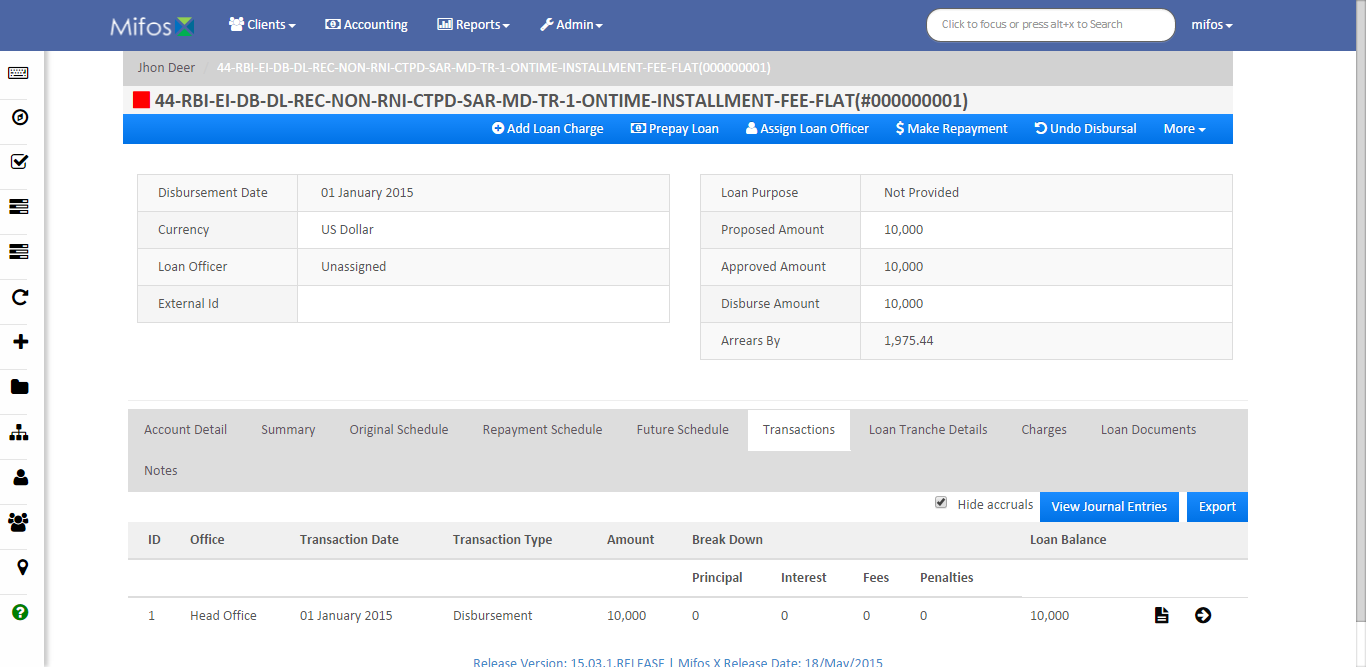 Mifos Clients Accounting Reports Admin Click to focus or press alt+x to Search mifos
Jhon Deer / 44-RBI-EI-DB-DL-REC-NON-RNI-CTPD-SAR-MD-TR-1-ONTIME-INSTALLMENT-FEE-FLAT(000000001)
44-RBI-EI-DB-DL-REC-NON-RNI-CTPD-SAR-MD-TR-1-ONTIME-INSTALLMENT-FEE-FLAT(#000000001)
Add Loan Charge Prepay Loan Assign Loan Officer $ Make Repayment Undo Disbursal More
Disbursement Date 01 January 2015
Currency US Dollar
Loan Officer Unassigned
External Id
Loan Purpose Not Provided
Proposed Amount 10,000
Approved Amount 10,000
Disburse Amount 10,000
Arrears By 1,975.44
Account Detail Summary Original Schedule Repayment Schedule Future Schedule Transactions Loan Tranche Details Charges Loan Documents
Notes
Hide accruals View Journal Entries Export
ID Office Transaction Date Transaction Type Amount Break Down Loan Balance
Principal Interest Fees Penalties
1 Head Office 01 January 2015 Disbursement 10,000 0 0 0 0 10,000
Release Version: 15.03.1.RELEASE | Mifos X Release Date: 18/May/2015